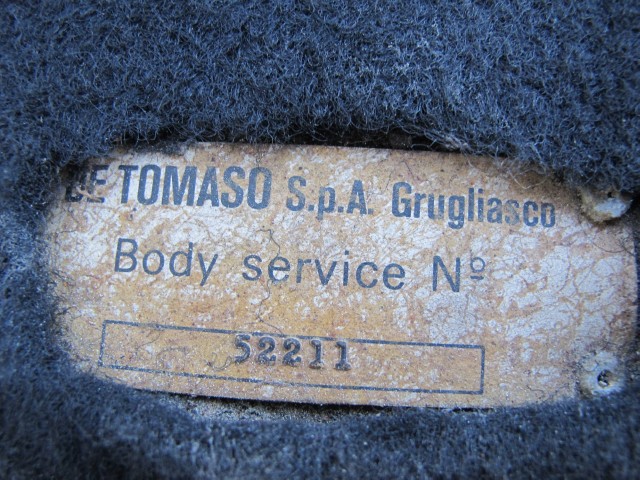 DE TOMASO S.p.A. Grugliasco
Body service Nº
52211